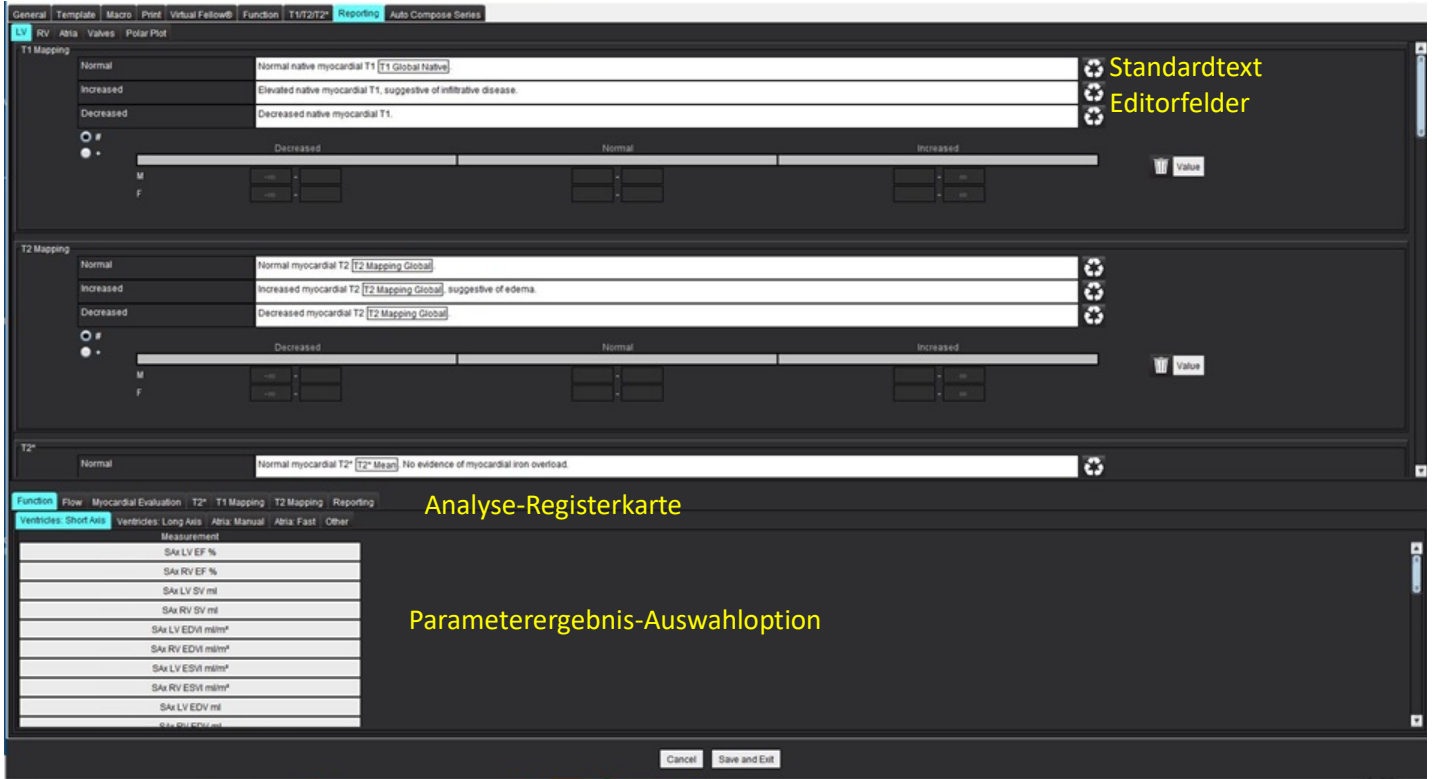 General Template Macro Print Virtual Fellow® Function T1/T2/T2* Reporting Auto Compose Series
LV RV Atria Valves Polar Plot
T1 Mapping
Normal Normal native myocardial T1 T1 Global Native.
Standardtext
Increased Elevated native myocardial T1, suggestive of infiltrative disease.
Editorfelder
Decreased Decreased native myocardial T1.
#
+
Decreased Normal Increased
Value
M -∞ - - - ∞
F -∞ - - - ∞
T2 Mapping
Normal Normal myocardial T2 T2 Mapping Global.
Increased Increased myocardial T2 T2 Mapping Global, suggestive of edema.
Decreased Decreased myocardial T2 T2 Mapping Global.
#
+
Decreased Normal Increased
Value
M -∞ - - - ∞
F -∞ - - - ∞
T2*
Normal Normal myocardial T2* T2* Mean. No evidence of myocardial iron overload.
Function Flow Myocardial Evaluation T2* T1 Mapping T2 Mapping Reporting
Analyse-Registerkarte
Ventricles: Short Axis Ventricles: Long Axis Atria: Manual Atria: Fast Other
Measurement
SAx LV EF %
SAx RV EF %
SAx LV SV ml
SAx RV SV ml
Parameterergebnis-Auswahloption
SAx LV EDVI ml/m²
SAx RV EDVI ml/m²
SAx LV ESVI ml/m²
SAx RV ESVI ml/m²
SAx LV EDV ml
SAx RV EDV ml
Cancel Save and Exit